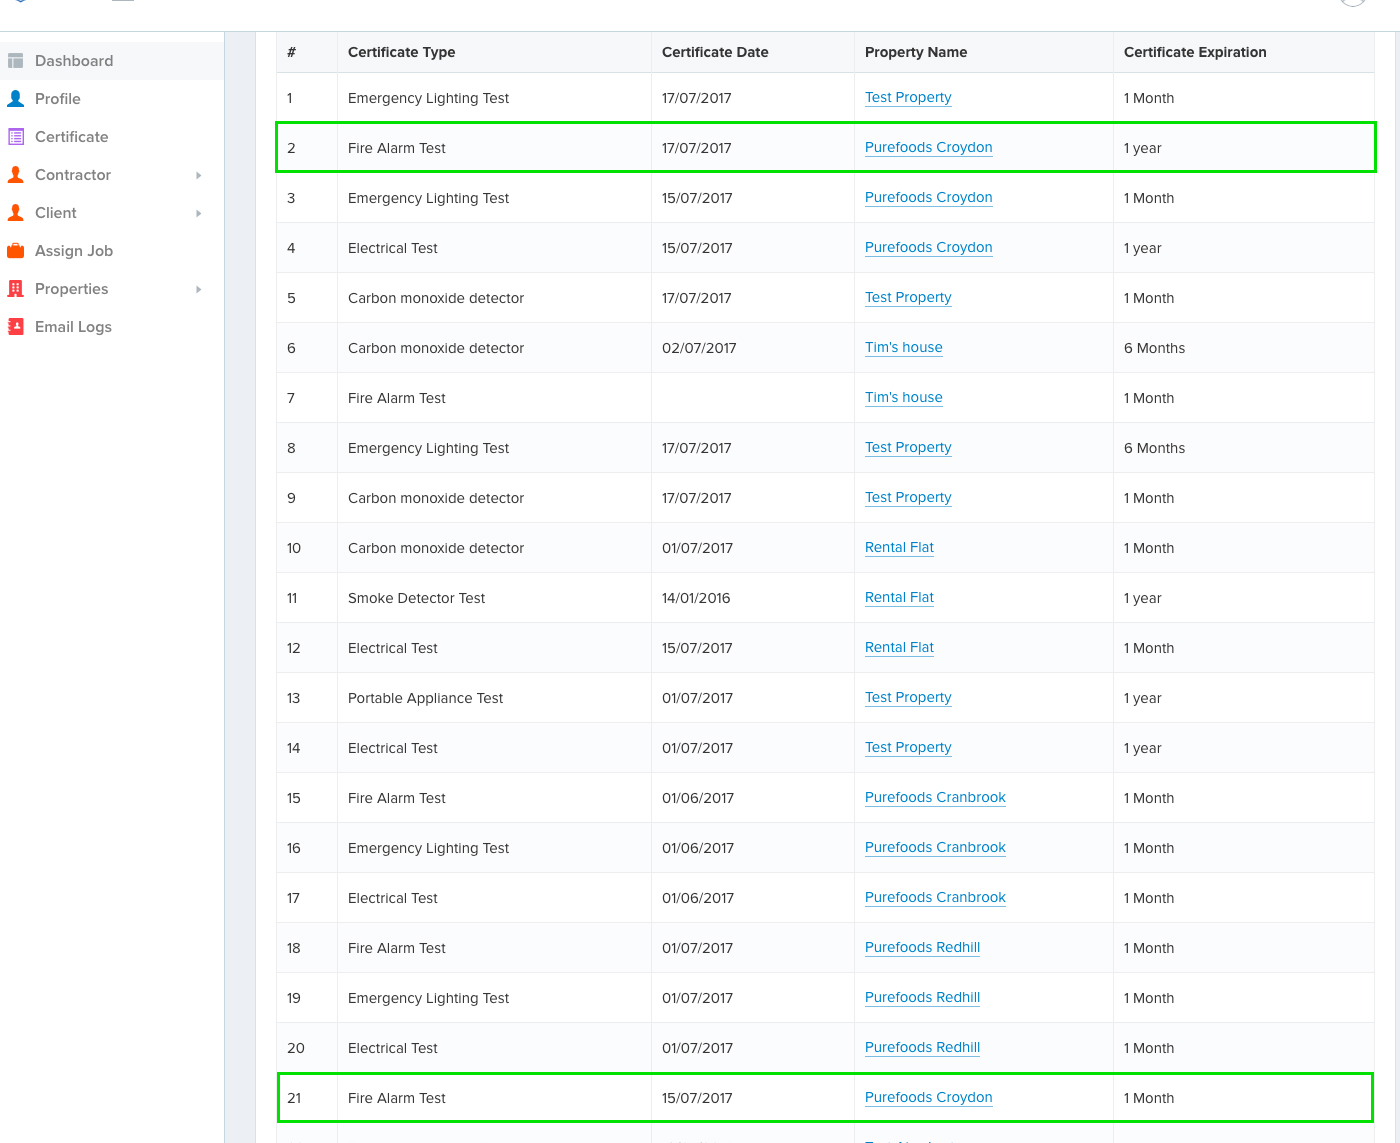 Dashboard
Profile
Certificate
Contractor
Client
Assign Job
Properties
Email Logs
# Certificate Type Certificate Date Property Name Certificate Expiration
1 Emergency Lighting Test 17/07/2017 Test Property 1 Month
2 Fire Alarm Test 17/07/2017 Purefoods Croydon 1 year
3 Emergency Lighting Test 15/07/2017 Purefoods Croydon 1 Month
4 Electrical Test 15/07/2017 Purefoods Croydon 1 year
5 Carbon monoxide detector 17/07/2017 Test Property 1 Month
6 Carbon monoxide detector 02/07/2017 Tim's house 6 Months
7 Fire Alarm Test Tim's house 1 Month
8 Emergency Lighting Test 17/07/2017 Test Property 6 Months
9 Carbon monoxide detector 17/07/2017 Test Property 1 Month
10 Carbon monoxide detector 01/07/2017 Rental Flat 1 Month
11 Smoke Detector Test 14/01/2016 Rental Flat 1 year
12 Electrical Test 15/07/2017 Rental Flat 1 Month
13 Portable Appliance Test 01/07/2017 Test Property 1 year
14 Electrical Test 01/07/2017 Test Property 1 year
15 Fire Alarm Test 01/06/2017 Purefoods Cranbrook 1 Month
16 Emergency Lighting Test 01/06/2017 Purefoods Cranbrook 1 Month
17 Electrical Test 01/06/2017 Purefoods Cranbrook 1 Month
18 Fire Alarm Test 01/07/2017 Purefoods Redhill 1 Month
19 Emergency Lighting Test 01/07/2017 Purefoods Redhill 1 Month
20 Electrical Test 01/07/2017 Purefoods Redhill 1 Month
21 Fire Alarm Test 15/07/2017 Purefoods Croydon 1 Month